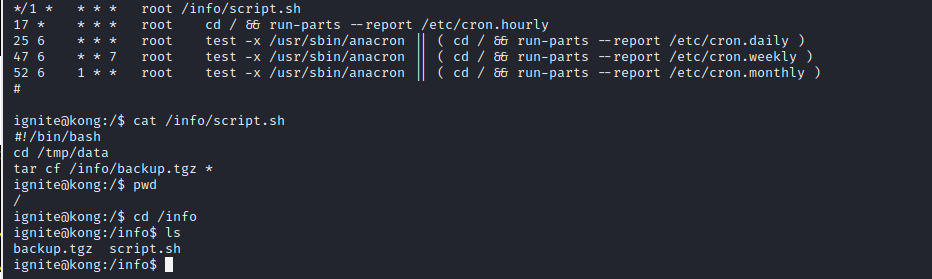 */1 *   * * *   root /info/script.sh
17 *    * * *   root    cd / && run-parts --report /etc/cron.hourly
25 6    * * *   root    test -x /usr/sbin/anacron || ( cd / && run-parts --report /etc/cron.daily )
47 6    * * 7   root    test -x /usr/sbin/anacron || ( cd / && run-parts --report /etc/cron.weekly )
52 6    1 * *   root    test -x /usr/sbin/anacron || ( cd / && run-parts --report /etc/cron.monthly )
#
ignite@kong:/$ cat /info/script.sh
#!/bin/bash
cd /tmp/data
tar cf /info/backup.tgz *
ignite@kong:/$ pwd
/
ignite@kong:/$ cd /info
ignite@kong:/info$ ls
backup.tgz  script.sh
ignite@kong:/info$